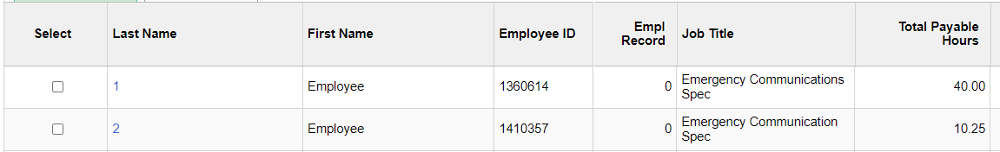 Select Last Name First Name Employee ID Empl Record Job Title Total Payable Hours
1 Employee 1360614 0 Emergency Communications Spec 40.00
2 Employee 1410357 0 Emergency Communication Spec 10.25